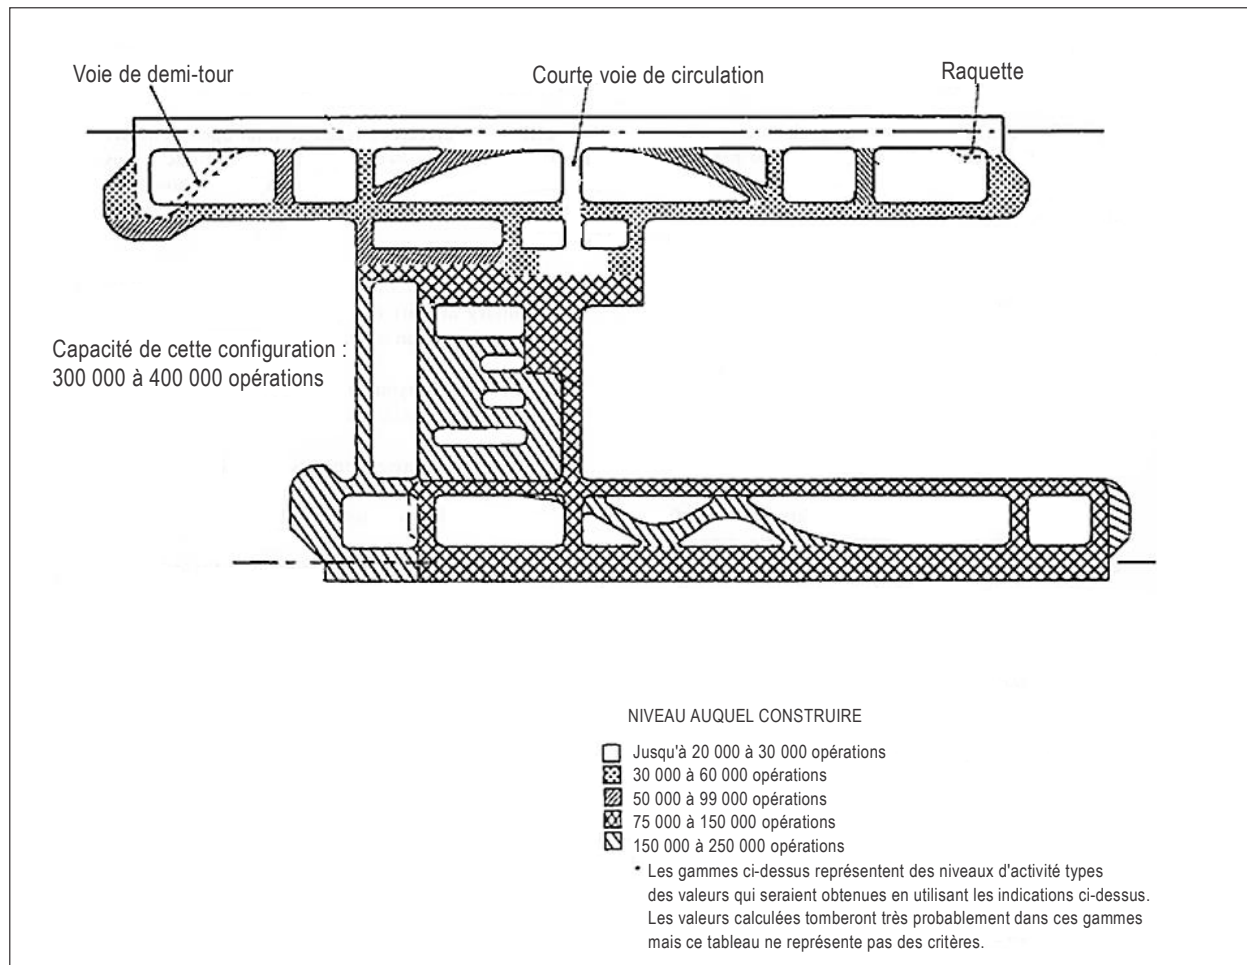 Voie de demi-tour
Courte voie de circulation
Raquette
Capacité de cette configuration :
300 000 à 400 000 opérations
NIVEAU AUQUEL CONSTRUIRE
Jusqu'à 20 000 à 30 000 opérations
30 000 à 60 000 opérations
50 000 à 99 000 opérations
75 000 à 150 000 opérations
150 000 à 250 000 opérations
* Les gammes ci-dessus représentent des niveaux d'activité types
des valeurs qui seraient obtenues en utilisant les indications ci-dessus.
Les valeurs calculées tomberont très probablement dans ces gammes
mais ce tableau ne représente pas des critères.